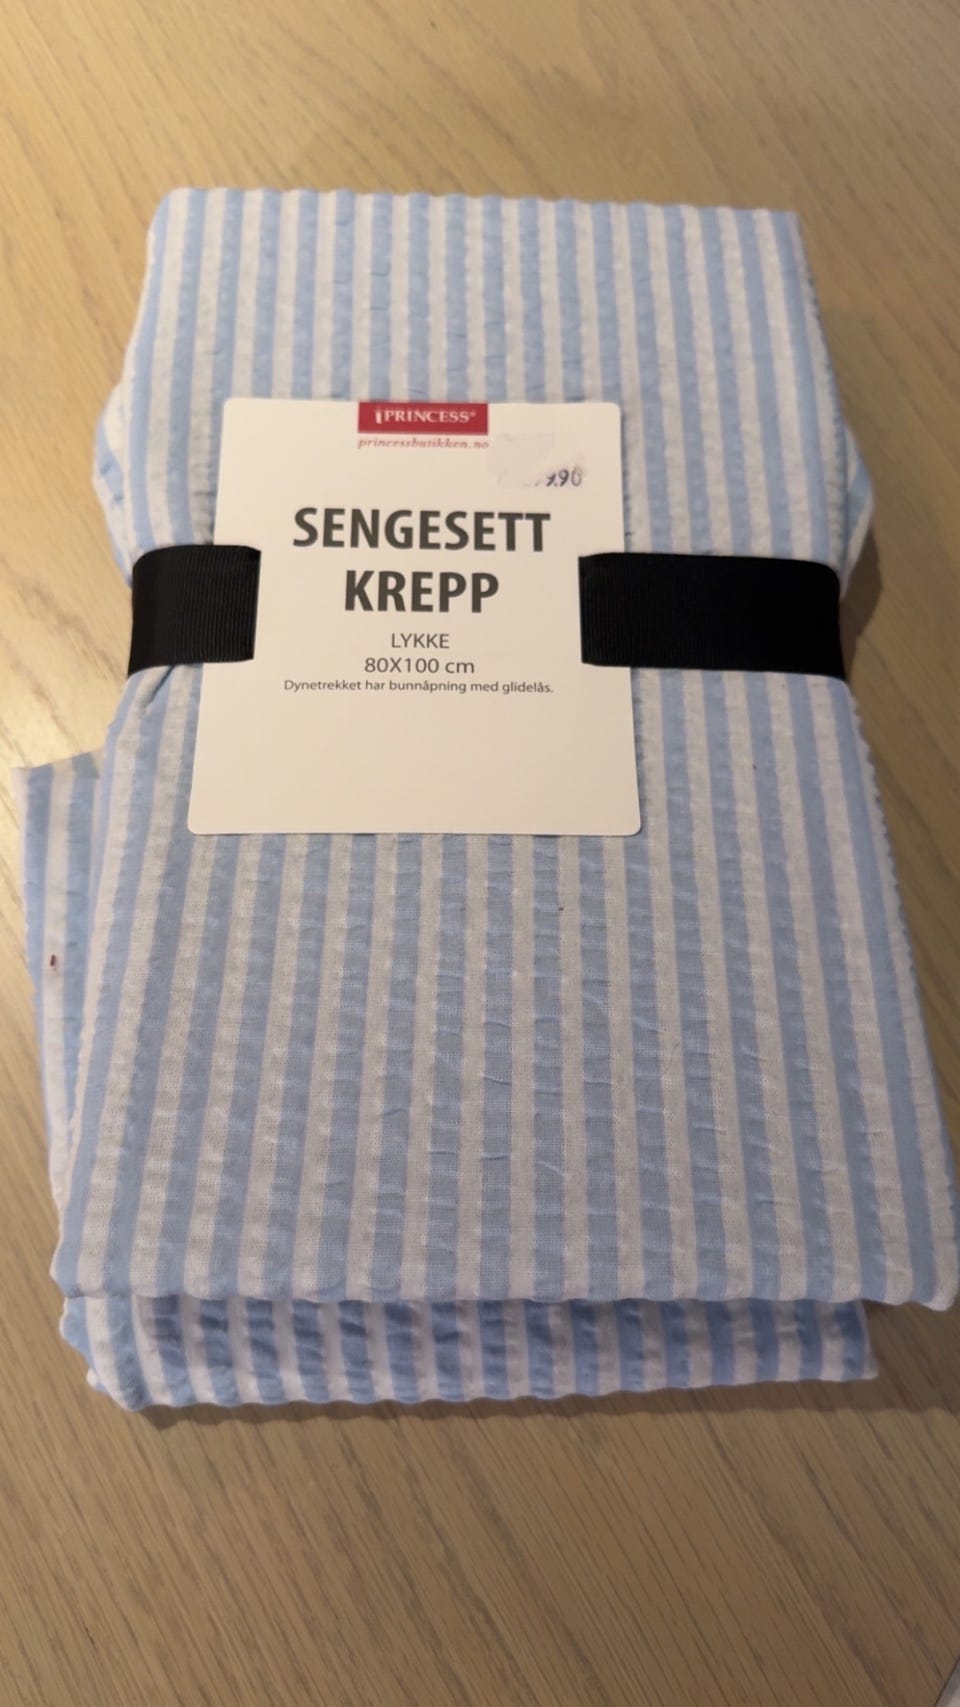 PRINCESS®
princessbutikken.no
SENGESETT
KREPP
LYKKE
80X100 cm
Dynetrekket har bunnåpning med glidelås.